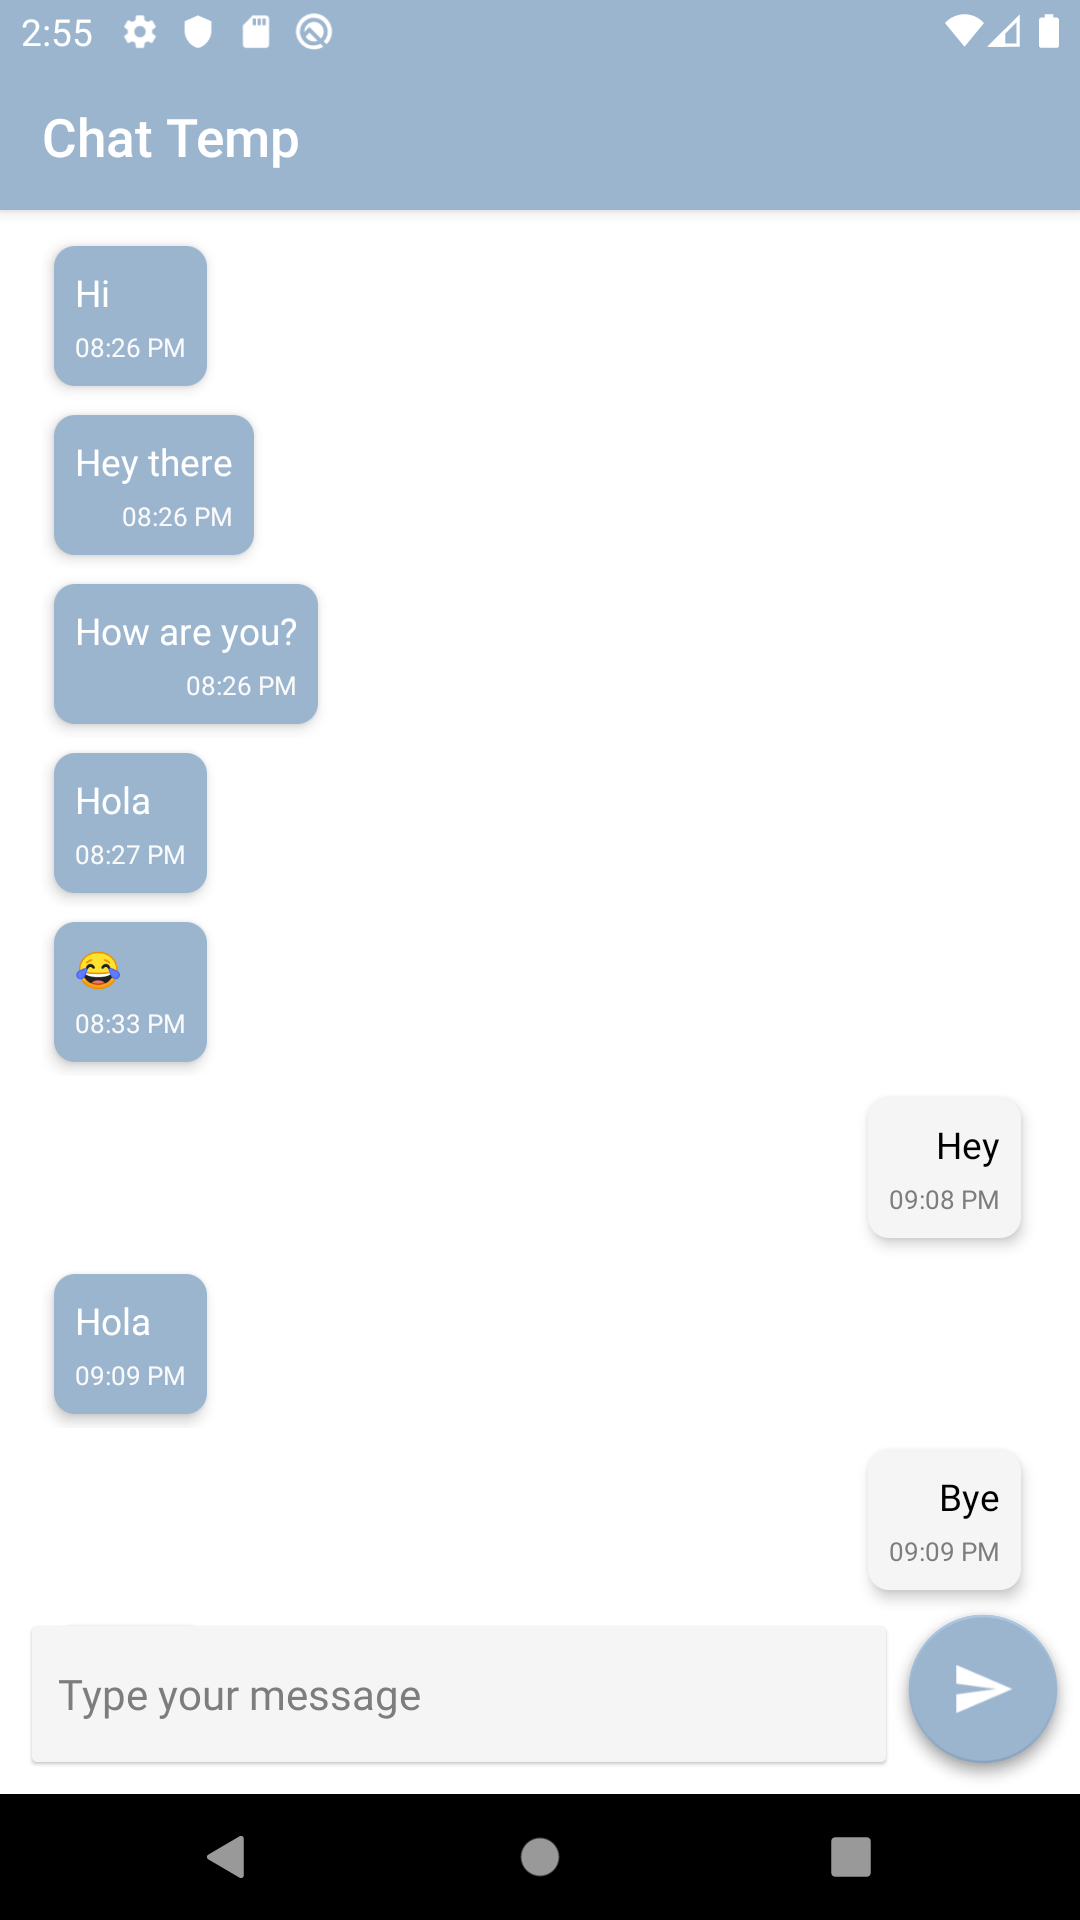 2:55
Chat Temp
Hi
08:26 PM
Hey there
08:26 PM
How are you?
08:26 PM
Hola
08:27 PM
😂
08:33 PM
Hey
09:08 PM
Hola
09:09 PM
Bye
09:09 PM
Type your message